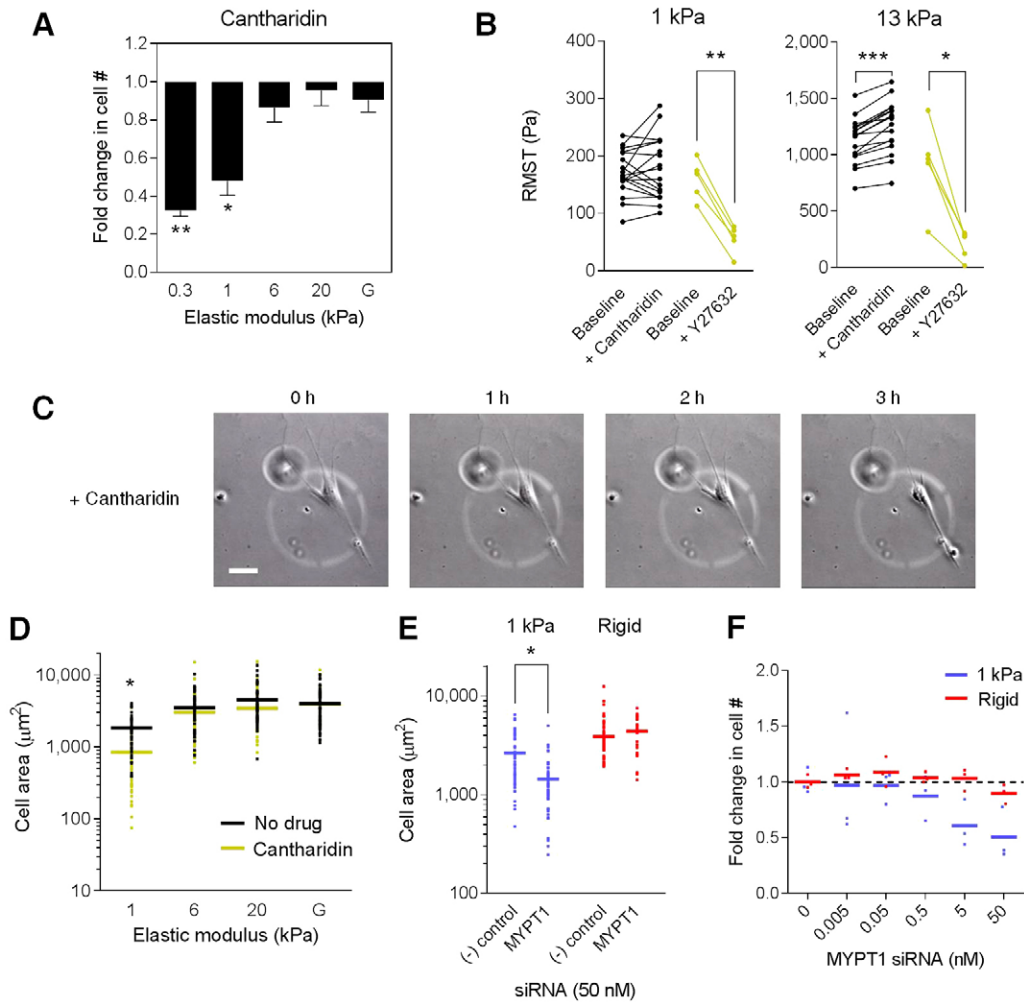 A
Cantharidin
Fold change in cell #
1.2
1.0
0.8
0.6
0.4
0.2
0.0
**
*
0.3 1 6 20 G
Elastic modulus (kPa)
B
1 kPa
13 kPa
RMST (Pa)
400
300
200
100
0
**
2,000
1,500
1,000
500
0
***
*
Baseline
+ Cantharidin
Baseline
+ Y27632
Baseline
+ Cantharidin
Baseline
+ Y27632
C
0 h
1 h
2 h
3 h
+ Cantharidin
D
Cell area (μm²)
10,000
1,000
100
10
*
No drug
Cantharidin
1 6 20 G
Elastic modulus (kPa)
E
1 kPa
Rigid
*
Cell area (μm²)
10,000
1,000
100
(-) control
MYPT1
(-) control
MYPT1
siRNA (50 nM)
F
Fold change in cell #
2.0
1.5
1.0
0.5
0.0
1 kPa
Rigid
0
0.005
0.05
0.5
5
50
MYPT1 siRNA (nM)